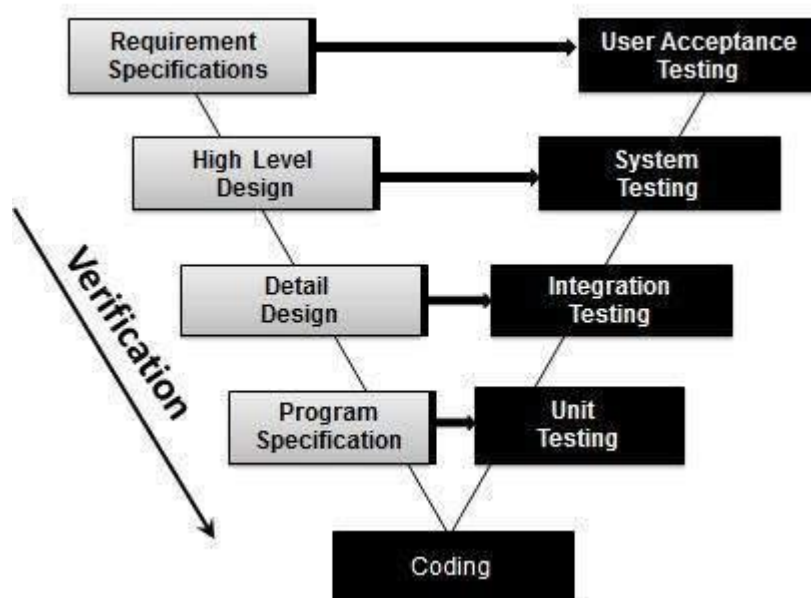 Requirement
Specifications
User Acceptance
Testing
High Level
Design
System
Testing
Verification
Detail
Design
Integration
Testing
Program
Specification
Unit
Testing
Coding